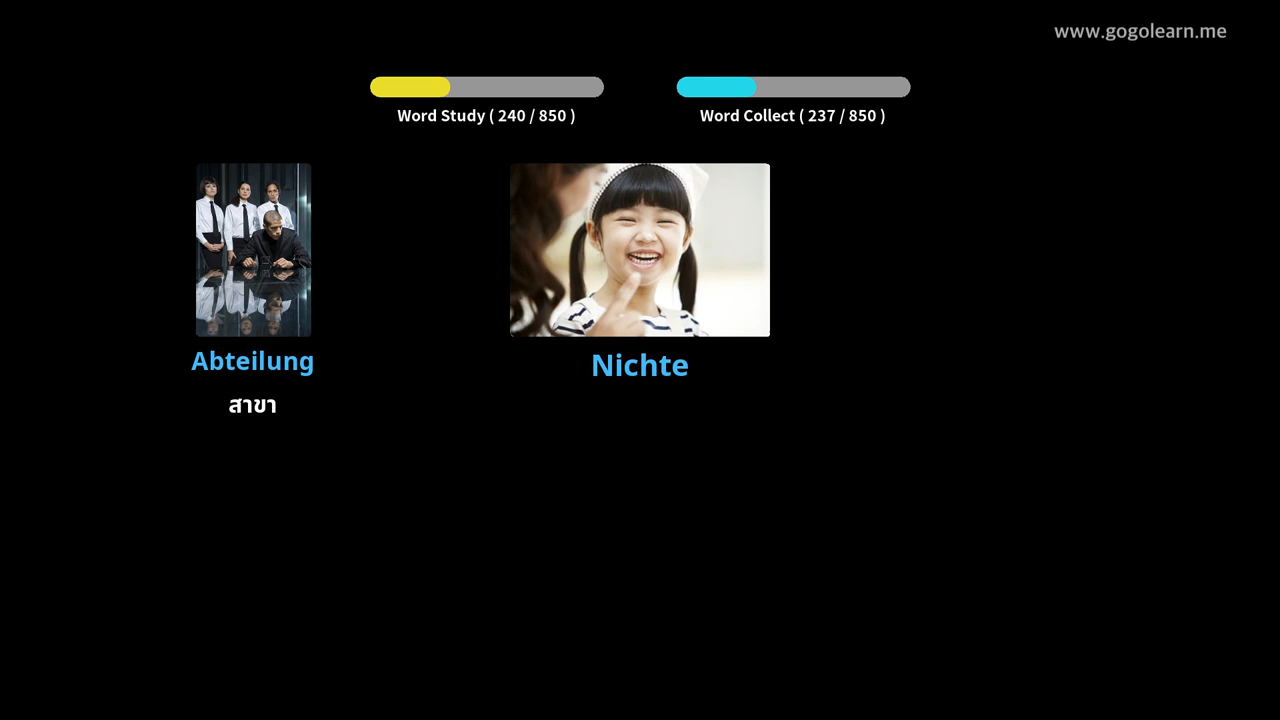 www.gogolearn.me
Word Study ( 240 / 850 )
Word Collect ( 237 / 850 )
Abteilung
สาขา
Nichte